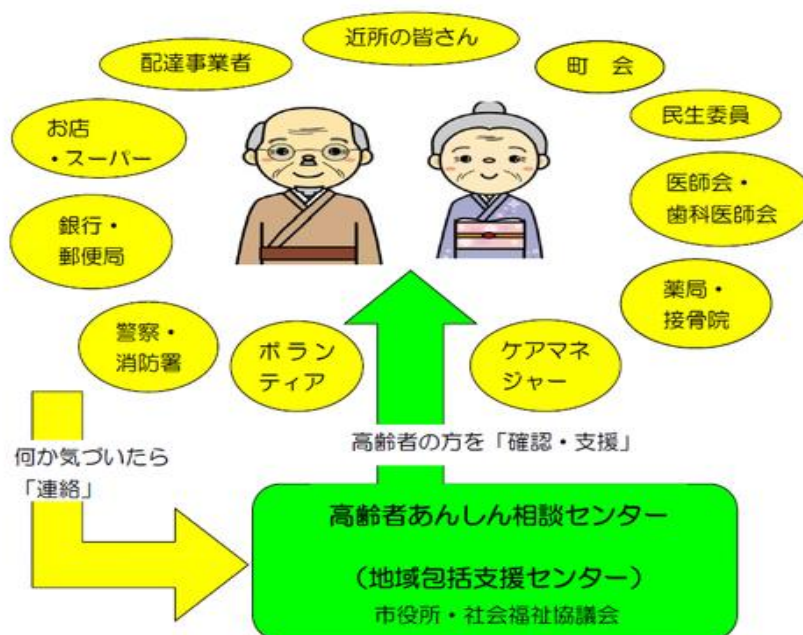 近所の皆さん
配達事業者
町　会
お店
・スーパー
民生委員
医師会・
歯科医師会
銀行・
郵便局
薬局・
接骨院
警察・
消防署
ボラン
ティア
ケアマネ
ジャー
何か気づいたら
「連絡」
高齢者の方を「確認・支援」
高齢者あんしん相談センター
（地域包括支援センター）
市役所・社会福祉協議会